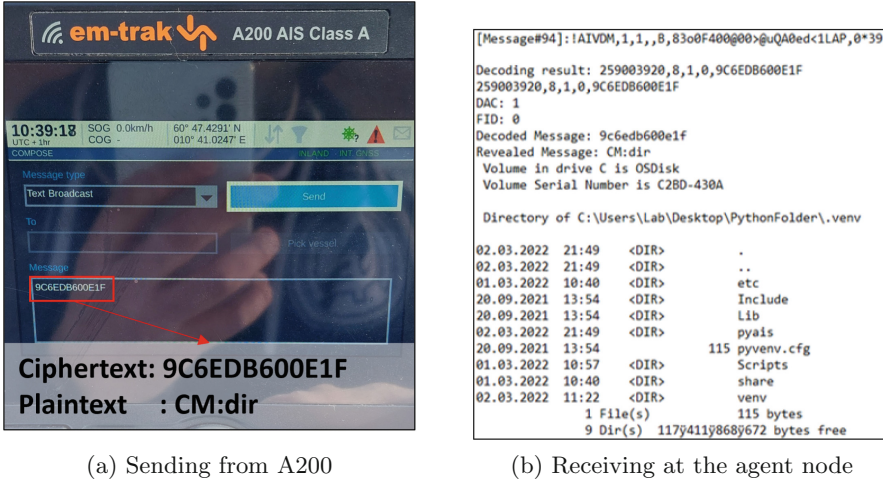 em-trak A200 AIS Class A
10:39:18 SOG 0.0km/h 60° 47.4291' N
UTC + 1hr COG - 010° 41.0247' E
COMPOSE INLAND - INT GNSS
Message type
Text Broadcast Send
To
Pick vessel
Message
9C6EDB600E1F
Ciphertext: 9C6EDB600E1F
Plaintext : CM:dir
(a) Sending from A200
[Message#94]:!AIVDM,1,1,,B,83o0F400@00>@uQA0ed<1LAP,0*39
Decoding result: 259003920,8,1,0,9C6EDB600E1F
259003920,8,1,0,9C6EDB600E1F
DAC: 1
FID: 0
Decoded Message: 9c6edb600e1f
Revealed Message: CM:dir
Volume in drive C is OSDisk
Volume Serial Number is C2BD-430A
Directory of C:\Users\Lab\Desktop\PythonFolder\.venv
02.03.2022 21:49 <DIR> .
02.03.2022 21:49 <DIR> ..
01.03.2022 10:40 <DIR> etc
20.09.2021 13:54 <DIR> Include
20.09.2021 13:54 <DIR> Lib
02.03.2022 21:49 <DIR> pyais
20.09.2021 13:54 115 pyvenv.cfg
01.03.2022 10:57 <DIR> Scripts
01.03.2022 10:40 <DIR> share
02.03.2022 11:22 <DIR> venv
1 File(s) 115 bytes
9 Dir(s) 117ÿ411ÿ868ÿ672 bytes free
(b) Receiving at the agent node